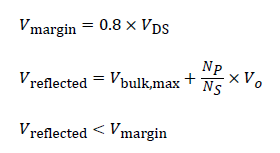 V_margin = 0.8 × V_DS
V_reflected = V_bulk,max + N_P/N_S × V_o
V_reflected < V_margin